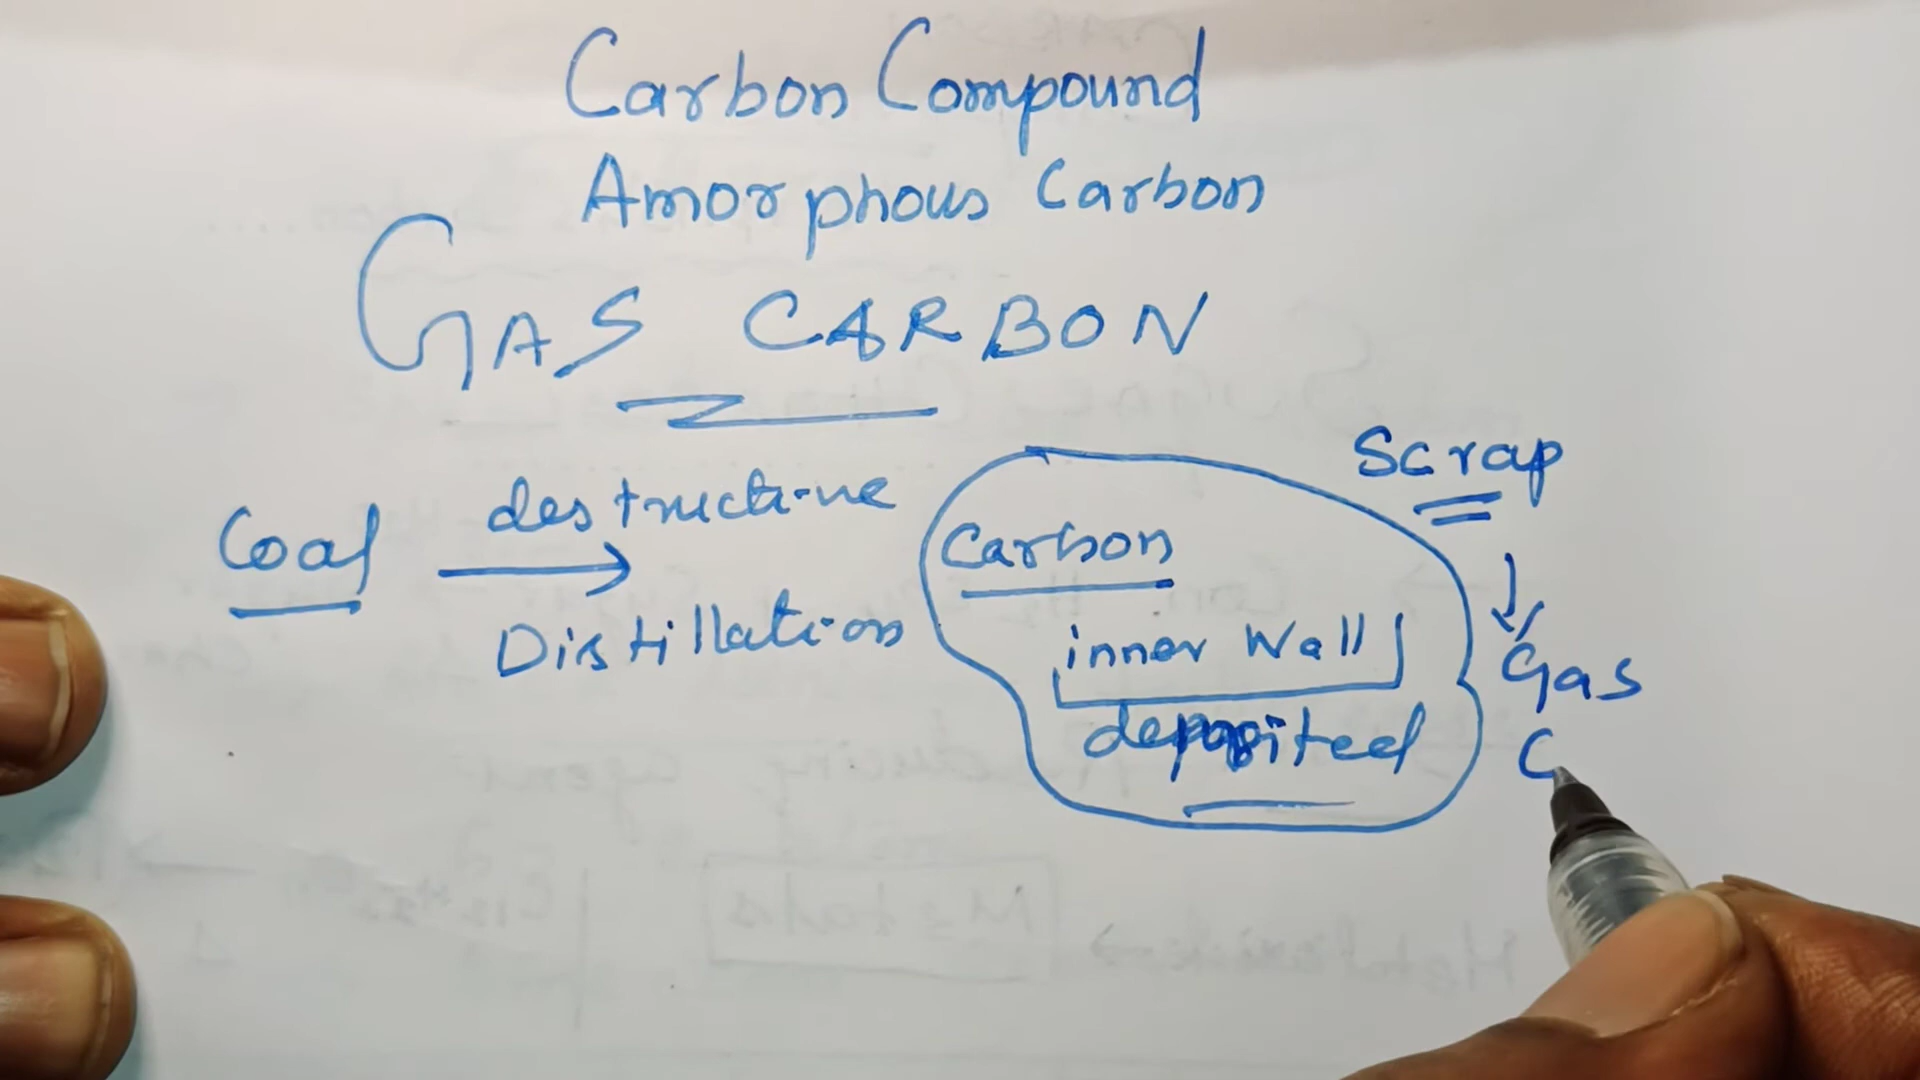 Carbon Compound
Amorphous Carbon
GAS CARBON
Coal
destructive
Distillation
Carbon
inner Wall
deposited
Scrap
Gas
C